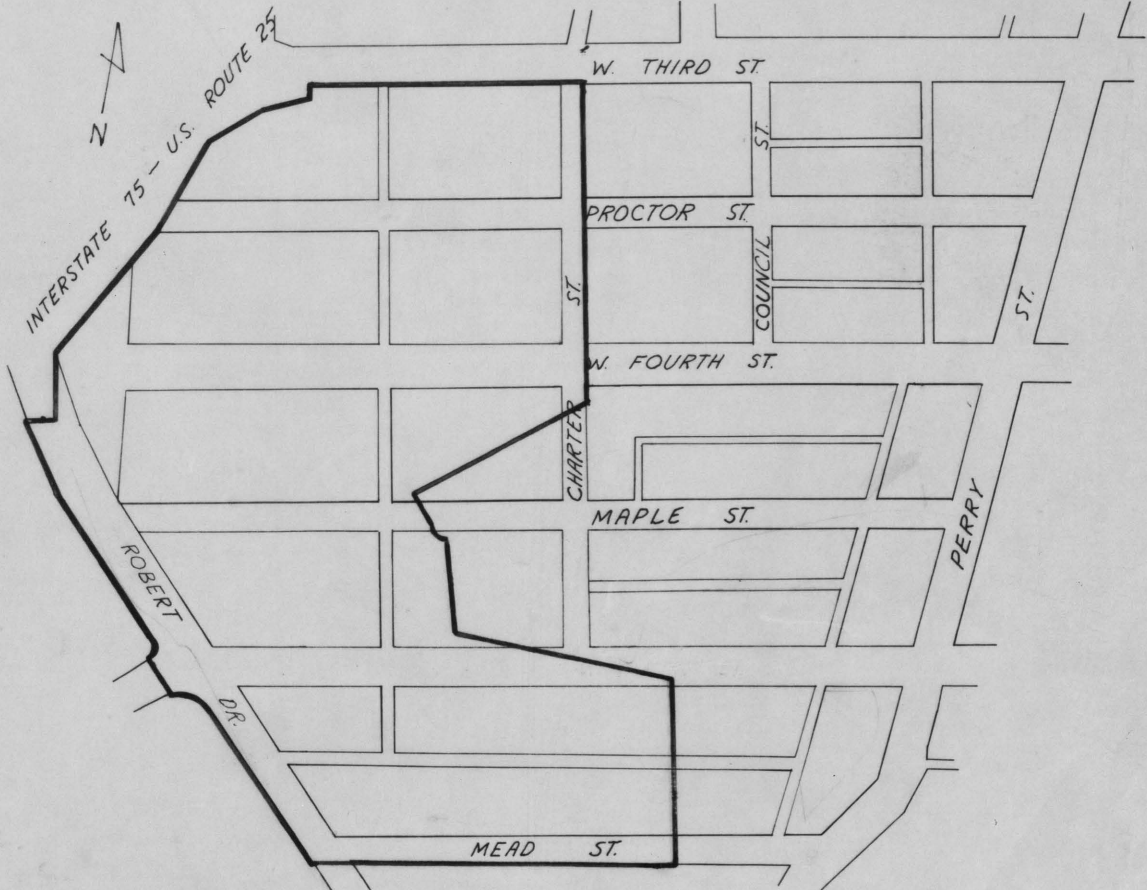 N
INTERSTATE 75 - U.S. ROUTE 25
W. THIRD ST.
ST.
PROCTOR ST.
COUNCIL
ST.
ST.
W. FOURTH ST.
CHARTER
MAPLE ST.
PERRY
ROBERT
DR.
MEAD ST.